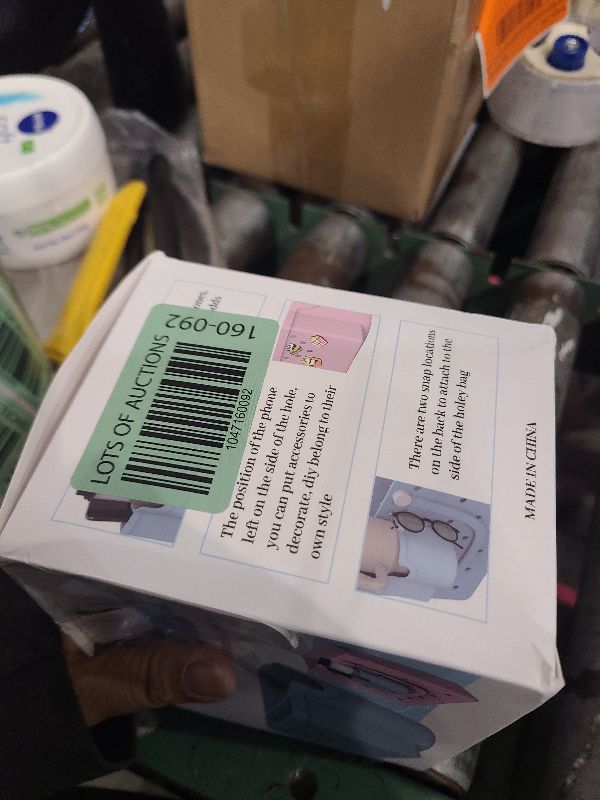 NIVEA
LOTS OF AUCTIONS
160-092
1047160092
The position of the phone
left on the side of the hole,
you can put accessories to
decorate, diy belong to their
own style
There are two snap locations
on the back to attach to the
side of the holey bag
MADE IN CHINA